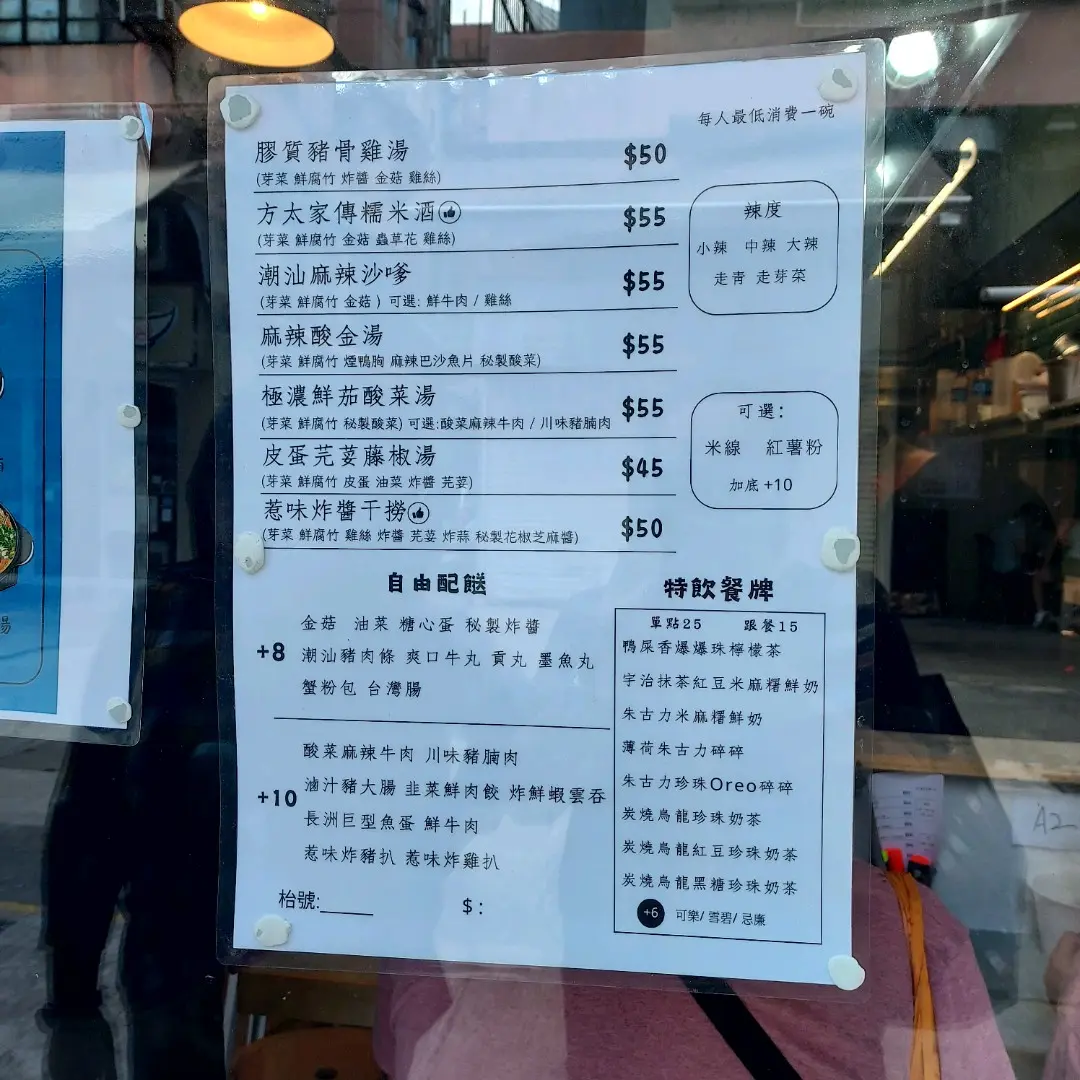 每人最低消費一碗
膠質豬骨雞湯 $50
(芽菜 鮮腐竹 炸醬 金菇 雞絲)
方太家傳糯米酒 $55
(芽菜 鮮腐竹 金菇 蟲草花 雞絲)
潮汕麻辣沙嗲 $55
(芽菜 鮮腐竹 金菇 ) 可選: 鮮牛肉 / 雞絲
麻辣酸金湯 $55
(芽菜 鮮腐竹 煙鴨胸 麻辣巴沙魚片 秘製酸菜)
極濃鮮茄酸菜湯 $55
(芽菜 鮮腐竹 秘製酸菜) 可選:酸菜麻辣牛肉 / 川味豬腩肉
皮蛋芫荽藤椒湯 $45
(芽菜 鮮腐竹 皮蛋 油菜 炸醬 芫荽)
惹味炸醬干撈 $50
(芽菜 鮮腐竹 雞絲 炸醬 芫荽 炸蒜 秘製花椒芝麻醬)
辣度
小辣 中辣 大辣
走青 走芽菜
可選:
米線 紅薯粉
加底 +10
自由配餸
+8
金菇 油菜 糖心蛋 秘製炸醬
潮汕豬肉條 爽口牛丸 貢丸 墨魚丸
蟹粉包 台灣腸
+10
酸菜麻辣牛肉 川味豬腩肉
滷汁豬大腸 韭菜鮮肉餃 炸鮮蝦雲吞
長洲巨型魚蛋 鮮牛肉
惹味炸豬扒 惹味炸雞扒
枱號:_____ $ :
特飲餐牌
單點25 跟餐15
鴨屎香爆爆珠檸檬茶
宇治抹茶紅豆米麻糬鮮奶
朱古力米麻糬鮮奶
薄荷朱古力碎碎
朱古力珍珠Oreo碎碎
炭燒烏龍珍珠奶茶
炭燒烏龍紅豆珍珠奶茶
炭燒烏龍黑糖珍珠奶茶
+6 可樂/ 雪碧/ 忌廉
A2
湯